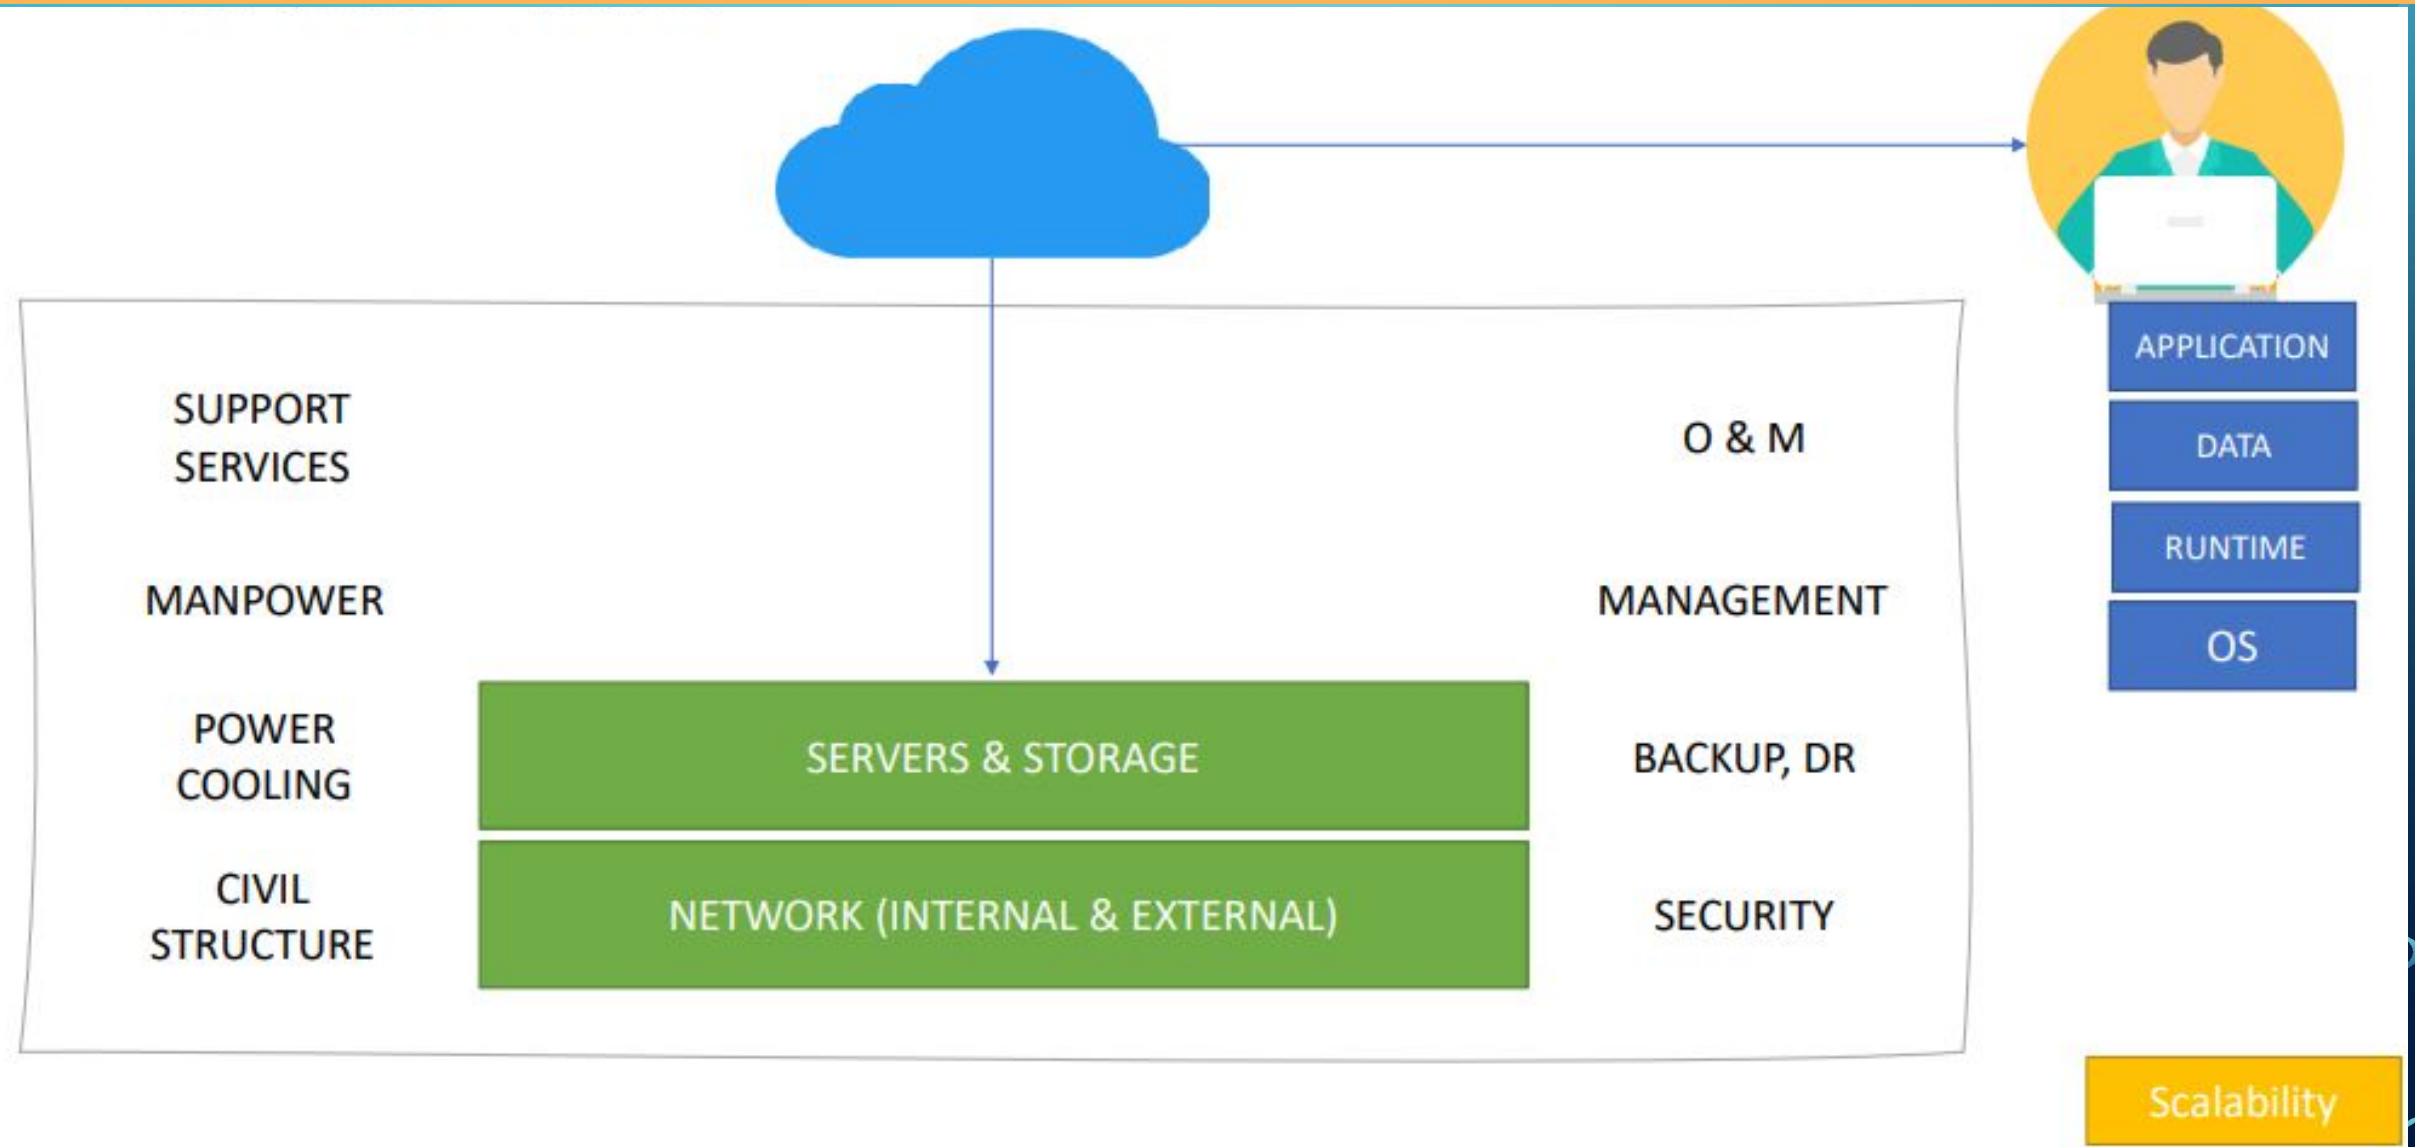 SUPPORT
SERVICES
MANPOWER
POWER
COOLING
CIVIL
STRUCTURE
SERVERS & STORAGE
NETWORK (INTERNAL & EXTERNAL)
O & M
MANAGEMENT
BACKUP, DR
SECURITY
APPLICATION
DATA
RUNTIME
OS
Scalability